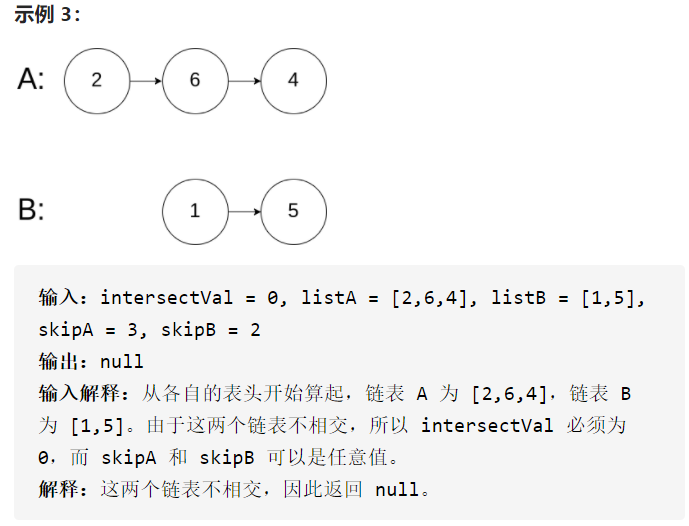 示例 3：
A: 2 6 4
B: 1 5
输入：intersectVal = 0, listA = [2,6,4], listB = [1,5],
skipA = 3, skipB = 2
输出：null
输入解释：从各自的表头开始算起，链表 A 为 [2,6,4]，链表 B
为 [1,5]。由于这两个链表不相交，所以 intersectVal 必须为
0，而 skipA 和 skipB 可以是任意值。
解释：这两个链表不相交，因此返回 null。